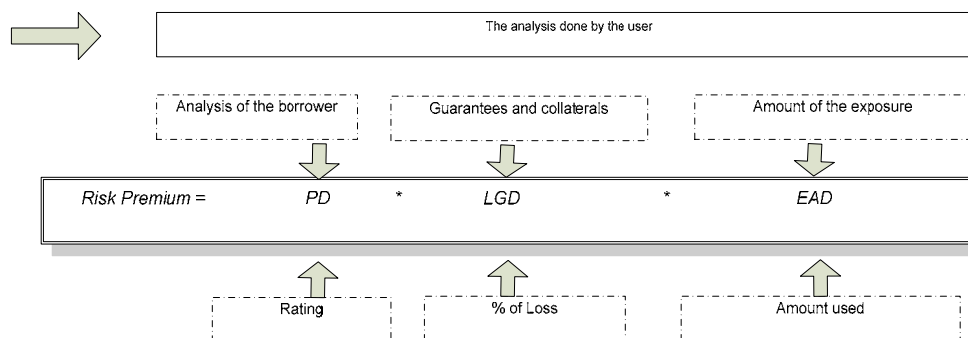 The analysis done by the user
Analysis of the borrower
Guarantees and collaterals
Amount of the exposure
Risk Premium = PD * LGD * EAD
Rating
% of Loss
Amount used